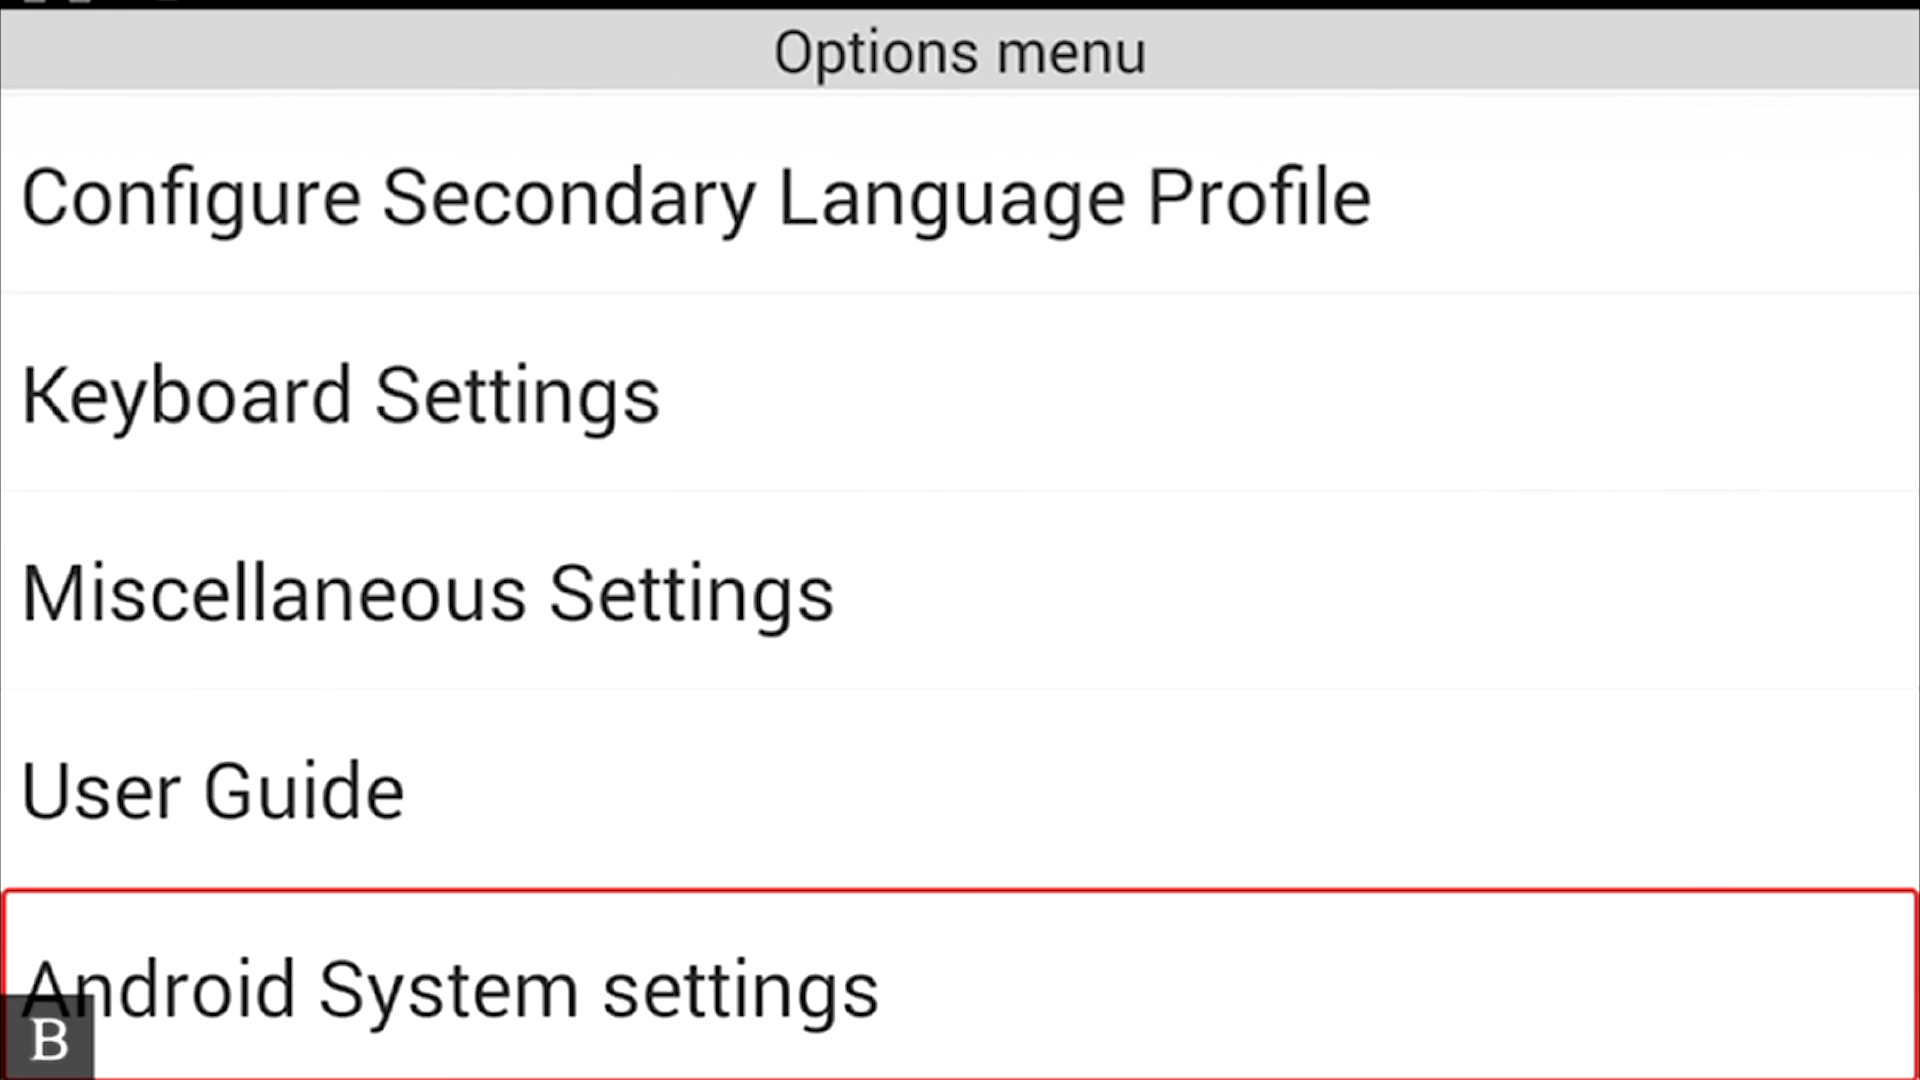 Options menu
Configure Secondary Language Profile
Keyboard Settings
Miscellaneous Settings
User Guide
Android System settings
B